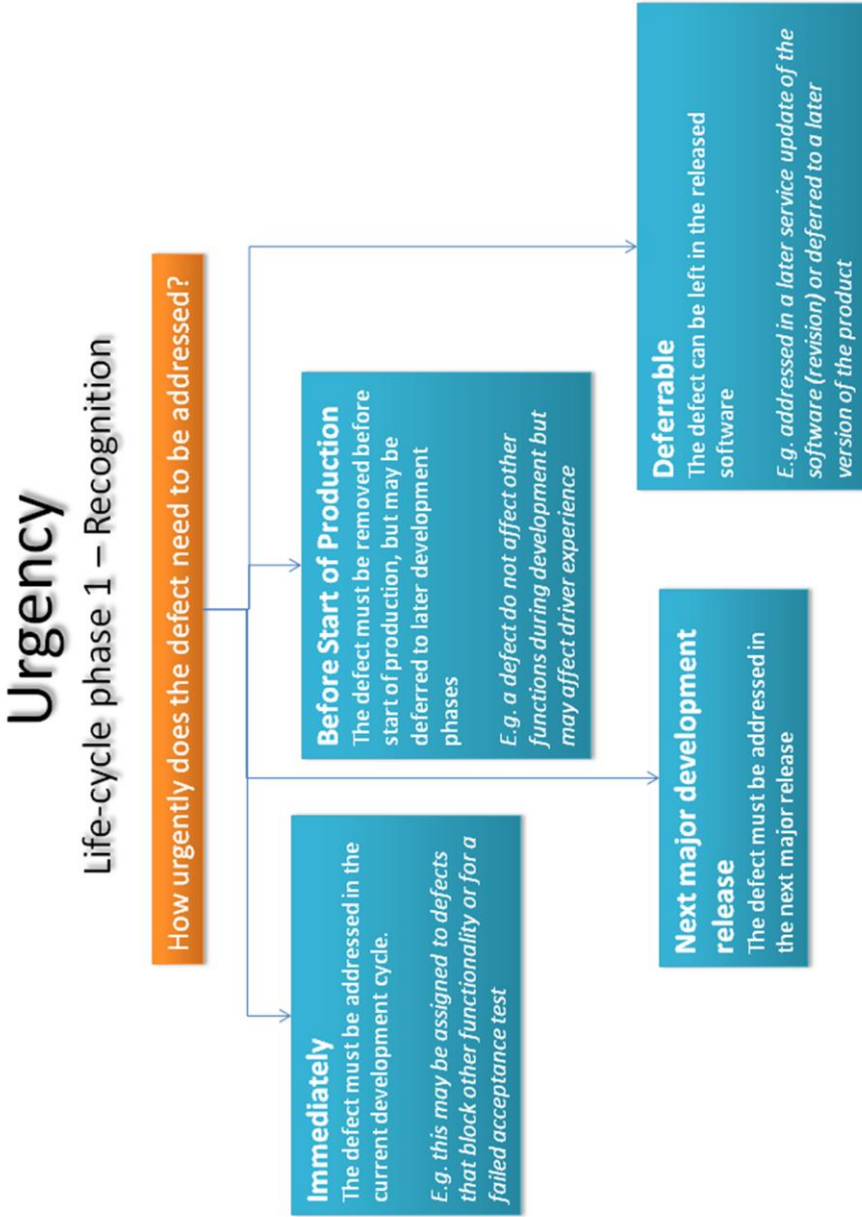 Urgency
Life-cycle phase 1 – Recognition
How urgently does the defect need to be addressed?
Immediately
The defect must be addressed in the
current development cycle.
E.g. this may be assigned to defects
that block other functionality or for a
failed acceptance test
Next major development
release
The defect must be addressed in
the next major release
Before Start of Production
The defect must be removed before
start of production, but may be
deferred to later development
phases
E.g. a defect do not affect other
functions during development but
may affect driver experience
Deferrable
The defect can be left in the released
software
E.g. addressed in a later service update of the
software (revision) or deferred to a later
version of the product